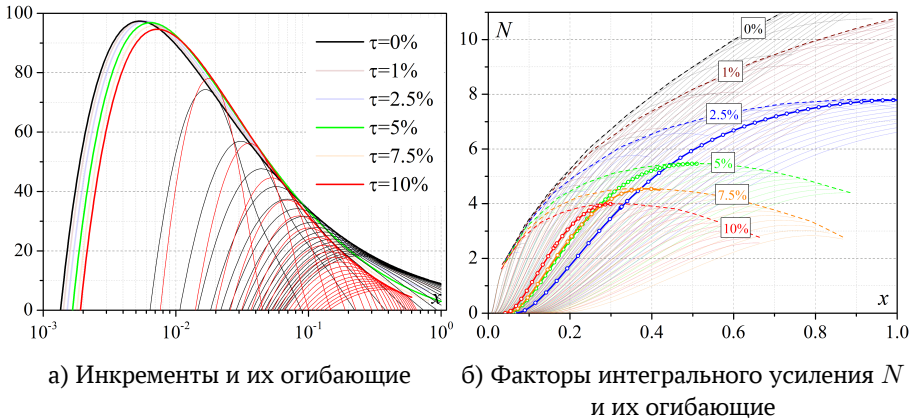 100
80
60
40
20
0
τ=0%
τ=1%
τ=2.5%
τ=5%
τ=7.5%
τ=10%
x
10⁻³ 10⁻² 10⁻¹ 10⁰
а) Инкременты и их огибающие
N
10
8
6
4
2
0
0%
1%
2.5%
5%
7.5%
10%
x
0.0 0.2 0.4 0.6 0.8 1.0
б) Факторы интегрального усиления N
и их огибающие